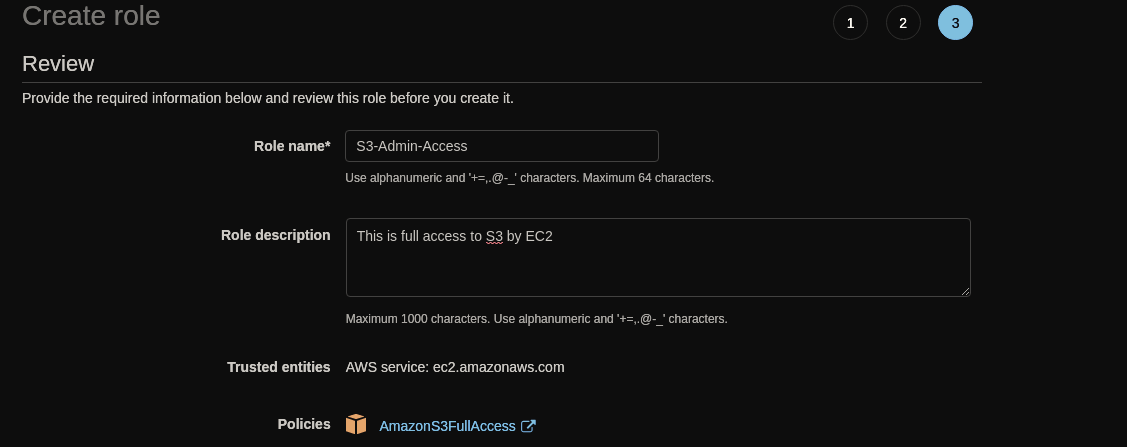 Create role
1 2 3
Review
Provide the required information below and review this role before you create it.
Role name* S3-Admin-Access
Use alphanumeric and '+=,.@-_' characters. Maximum 64 characters.
Role description This is full access to S3 by EC2
Maximum 1000 characters. Use alphanumeric and '+=,.@-_' characters.
Trusted entities AWS service: ec2.amazonaws.com
Policies AmazonS3FullAccess